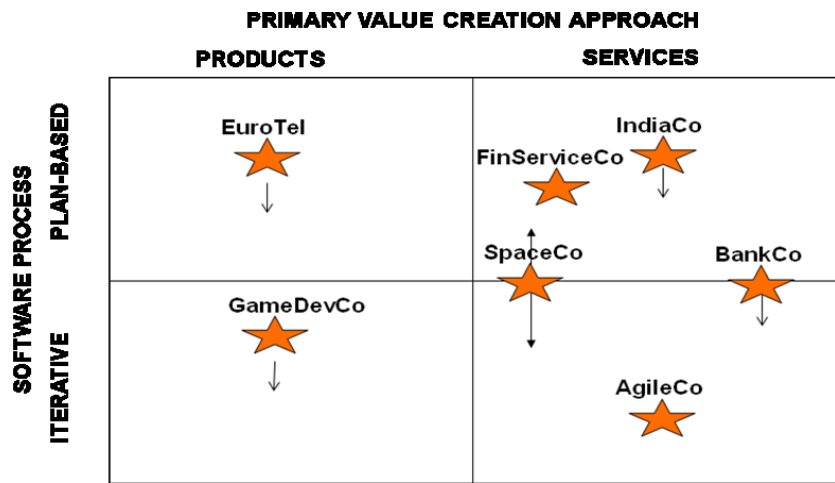 PRIMARY VALUE CREATION APPROACH
PRODUCTS
SERVICES
SOFTWARE PROCESS
PLAN-BASED
ITERATIVE
EuroTel
IndiaCo
FinServiceCo
SpaceCo
BankCo
GameDevCo
AgileCo